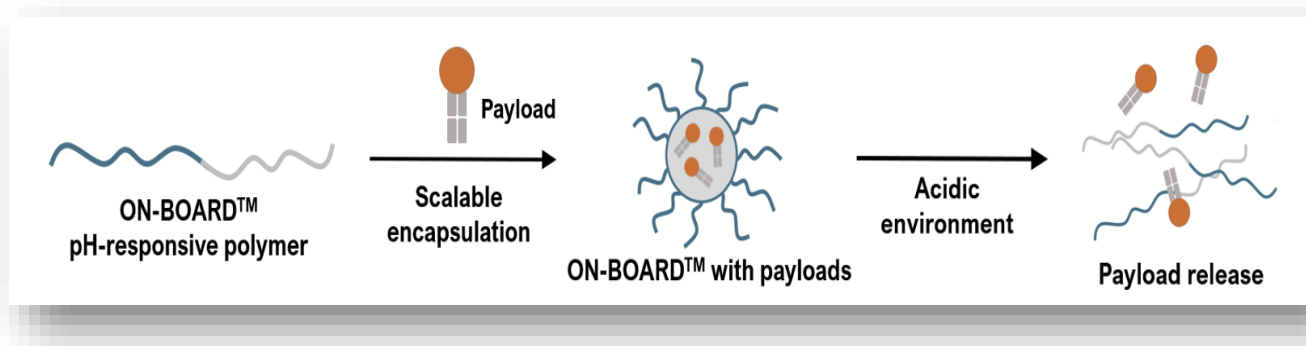 Payload
ON-BOARD™
pH-responsive polymer
Scalable
encapsulation
ON-BOARD™ with payloads
Acidic
environment
Payload release